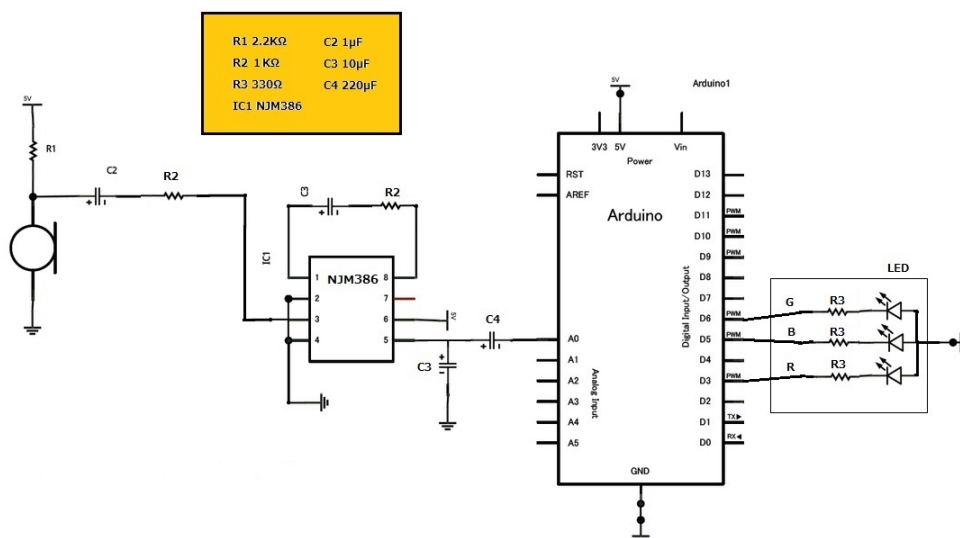 R1 2.2KΩ C2 1μF
R2 1KΩ C3 10μF
R3 330Ω C4 220μF
IC1 NJM386
5V
R1
C2
R2
+ -
C3
R2
+ -
IC1
NJM386
1
2
3
4
8
7
6
5
5V
C4
+ -
C3
+
-
5V
Arduino1
3V3 5V Vin
Power
RST
AREF
Arduino
D13
D12
D11 PWM
D10 PWM
D9 PWM
D8
D7
D6 PWM
D5 PWM
D4
D3 PWM
D2
D1 TX▶
D0 RX◀
Digital Input/Output
A0
A1
A2
A3
A4
A5
Analog Input
GND
LED
G R3
B R3
R R3